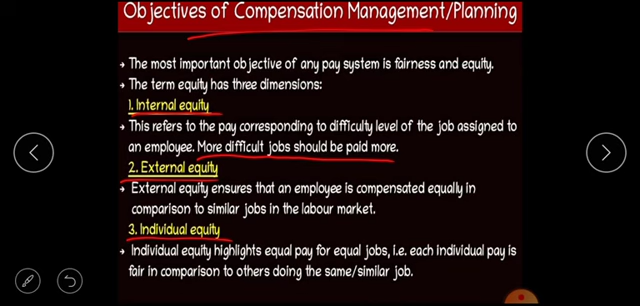 Objectives of Compensation Management/Planning
• The most important objective of any pay system is fairness and equity.
• The term equity has three dimensions:
1. Internal equity
• This refers to the pay corresponding to difficulty level of the job assigned to
an employee. More difficult jobs should be paid more.
2. External equity
• External equity ensures that an employee is compensated equally in
comparison to similar jobs in the labour market.
3. Individual equity
• Individual equity highlights equal pay for equal jobs, i.e. each individual pay is
fair in comparison to others doing the same/similar job.